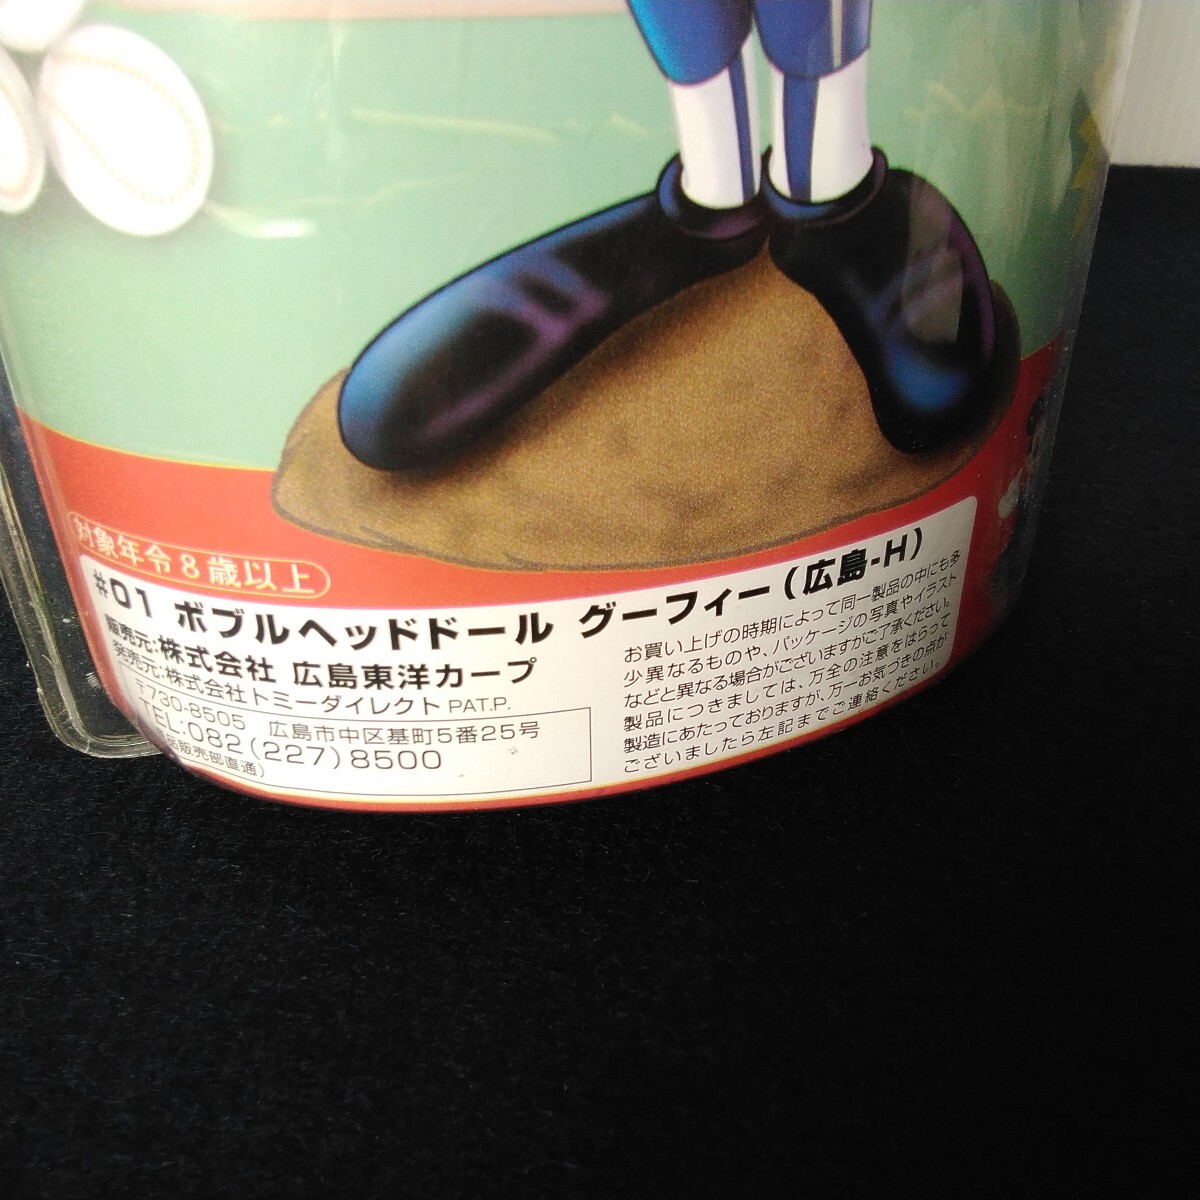 対象年令8歳以上
#01 ボブルヘッドドール グーフィー(広島-H)
販売元:株式会社 広島東洋カープ
発売元:株式会社トミーダイレクト PAT.P.
〒730-8505 広島市中区基町5番25号
TEL:082(227)8500
品販売部直通)
お買い上げの時期によって同一製品の中にも多
少異なるものや、パッケージの写真やイラスト
などと異なる場合がございますがご了承ください。
製品につきましては、万全の注意をはらって
製造にあたっておりますが、万一お気づきの点が
ございましたら左記までご連絡ください。